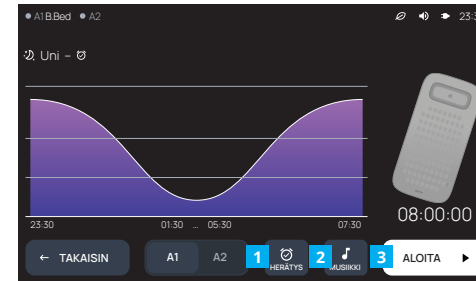 A1 B.Bed A2 23:3
Uni –
23:30 01:30 ... 05:30 07:30
08:00:00
← TAKAISIN A1 A2 1 HERÄTYS 2 MUSIIKKI 3 ALOITA